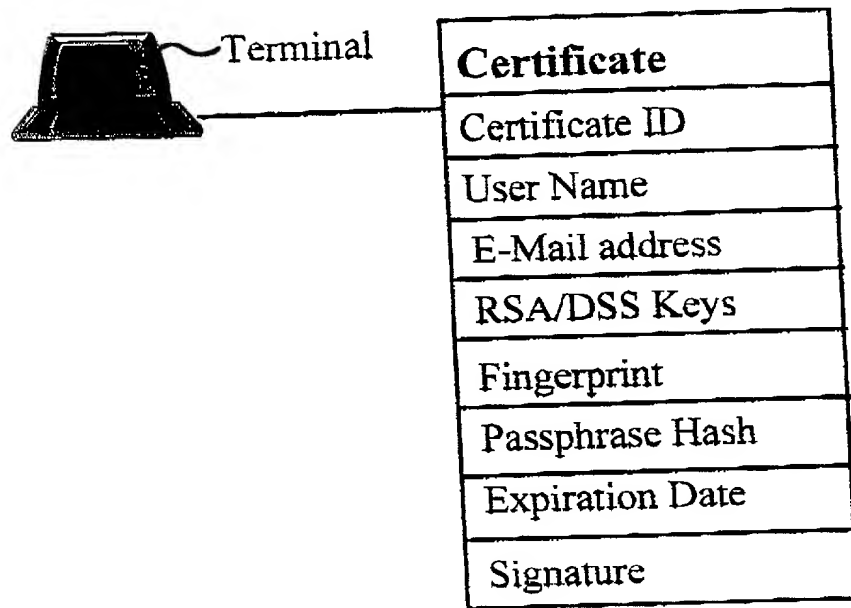 Terminal
Certificate
Certificate ID
User Name
E-Mail address
RSA/DSS Keys
Fingerprint
Passphrase Hash
Expiration Date
Signature